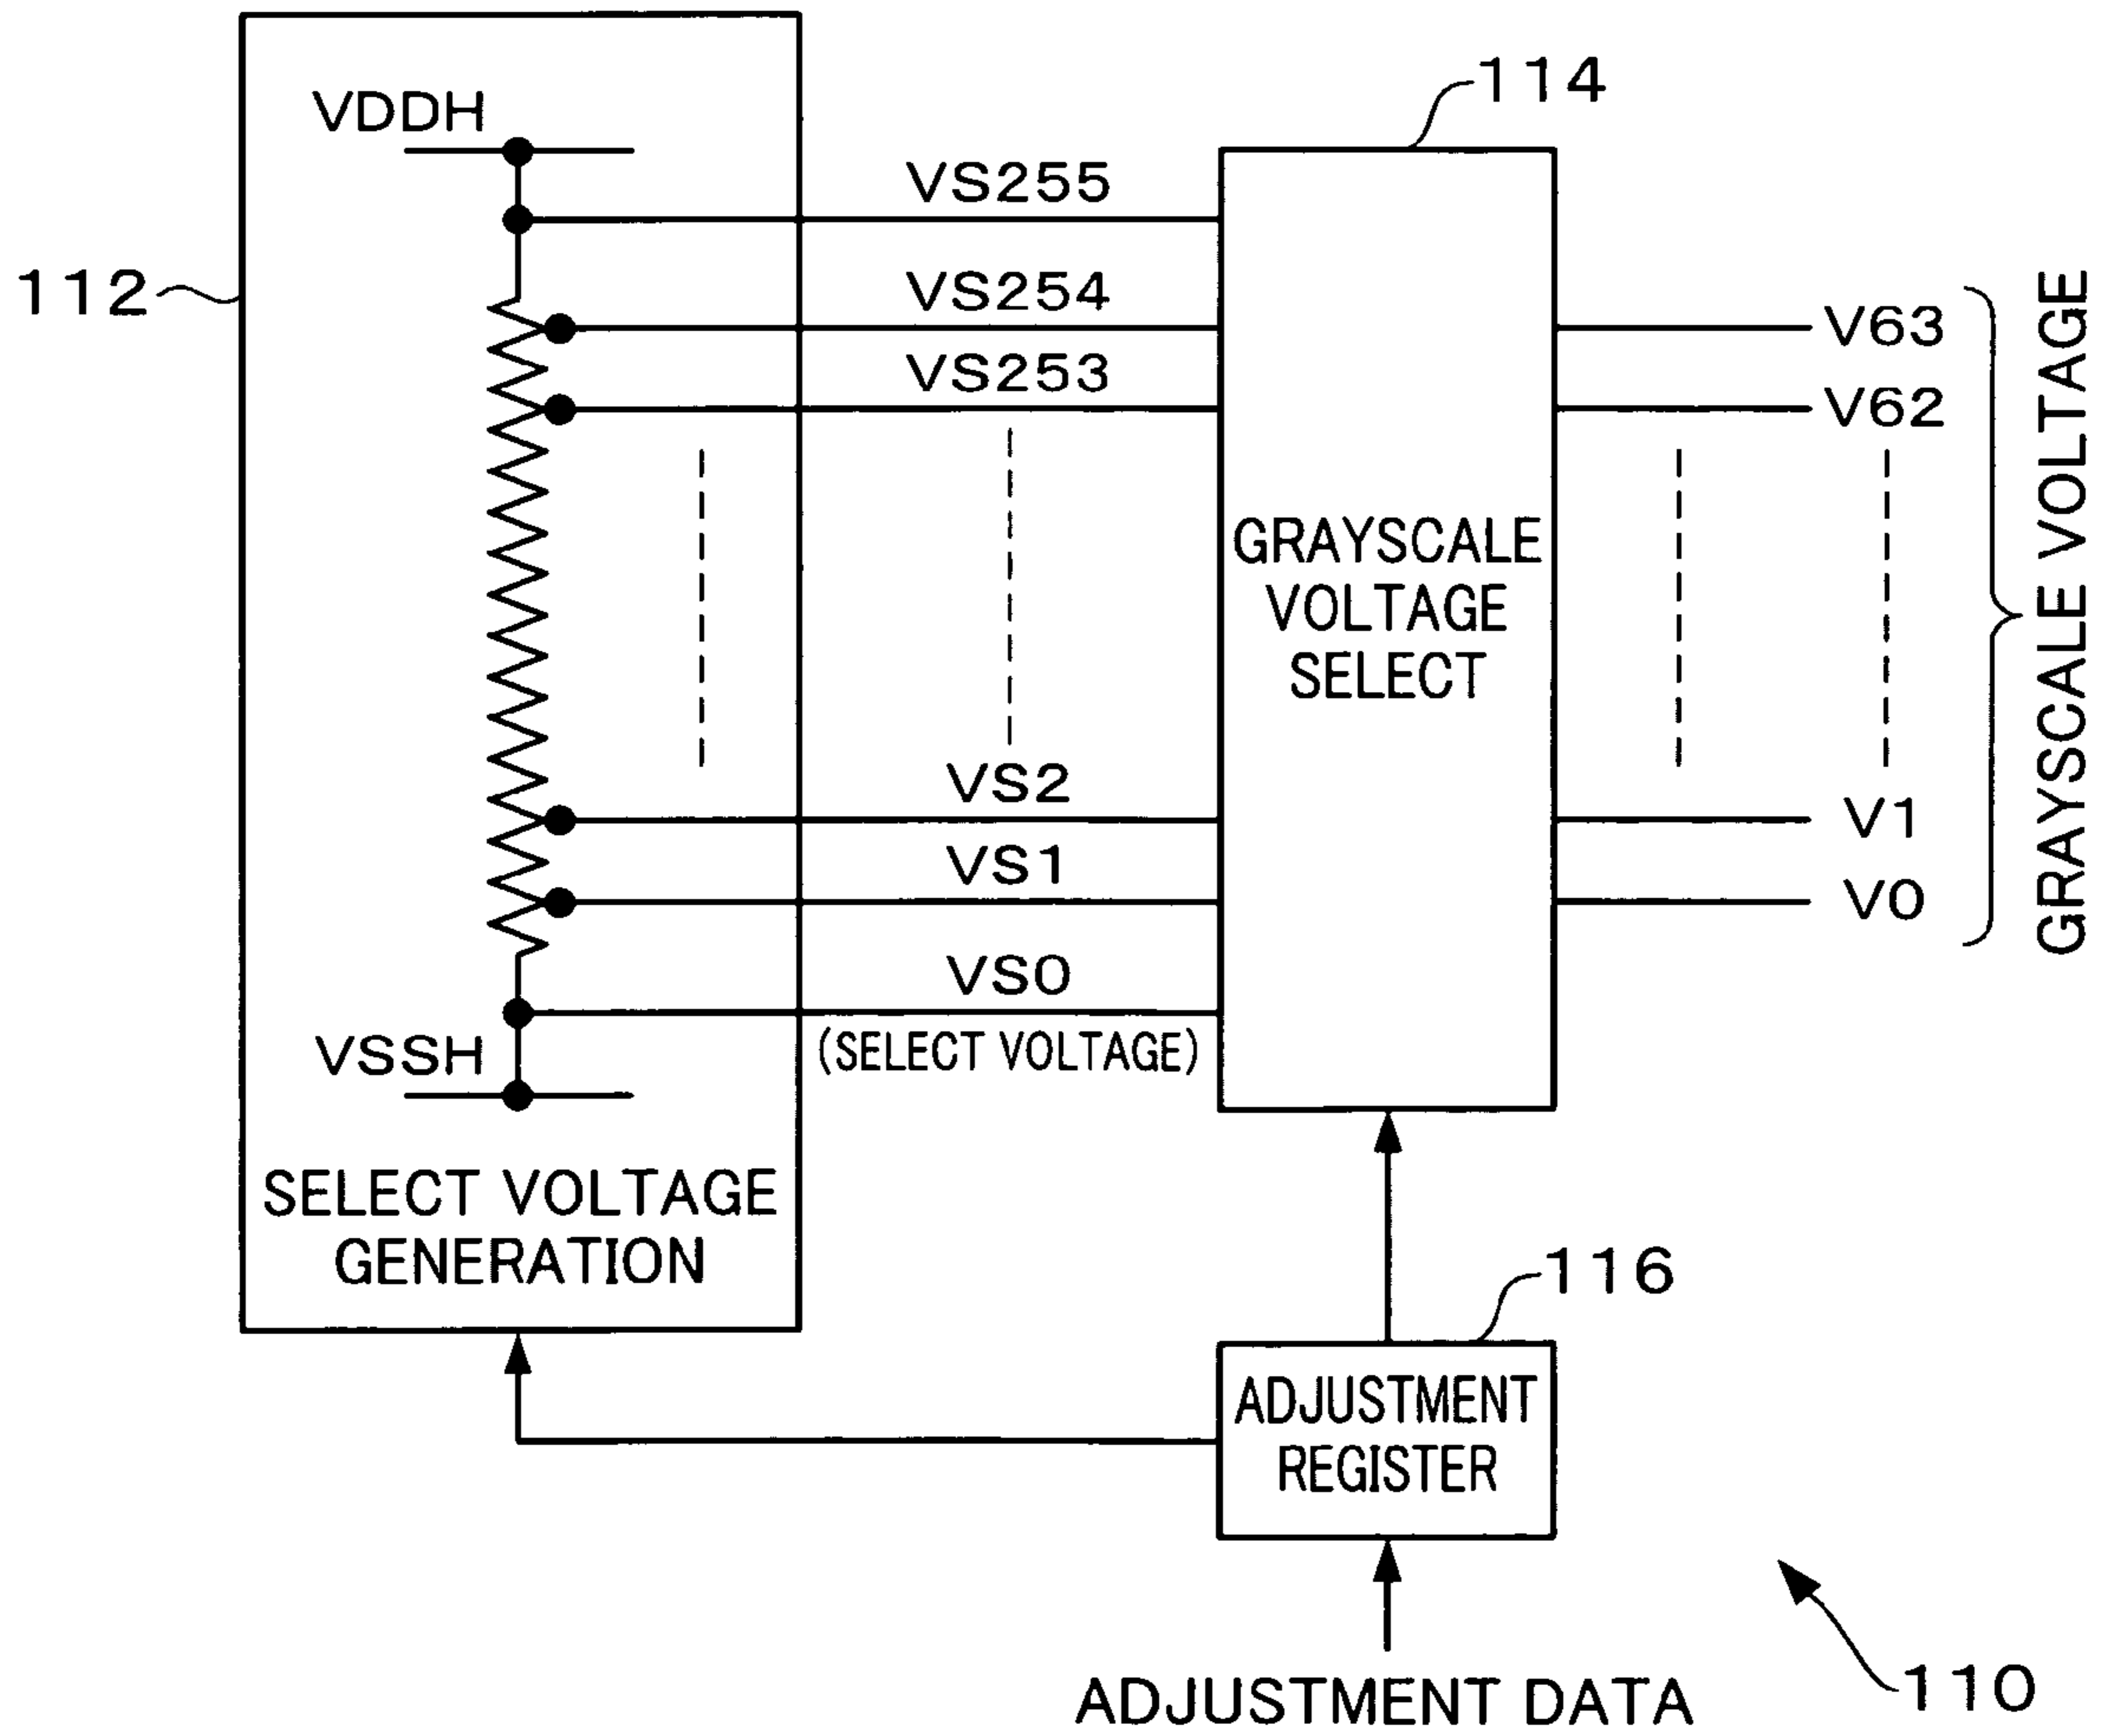 VDDH
114
VS255
112
VS254
V63
VS253
V62
GRAYSCALE
VOLTAGE
SELECT
GRAYSCALE VOLTAGE
VS2
V1
VS1
V0
VS0
(SELECT VOLTAGE)
VSSH
SELECT VOLTAGE
GENERATION
116
ADJUSTMENT
REGISTER
ADJUSTMENT DATA
110